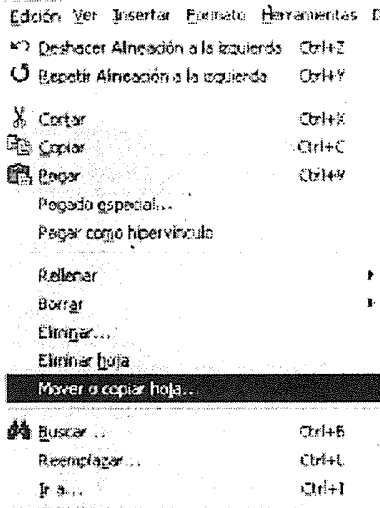 Edición Ver Insertar Formato Herramientas D
Deshacer Alineación a la izquierda Ctrl+Z
Repetir Alineación a la izquierda Ctrl+Y
Cortar Ctrl+X
Copiar Ctrl+C
Pegar Ctrl+V
Pegado especial...
Pegar como hipervínculo
Rellenar
Borrar
Eliminar...
Eliminar hoja
Mover o copiar hoja...
Buscar... Ctrl+B
Reemplazar... Ctrl+L
Ir a... Ctrl+I